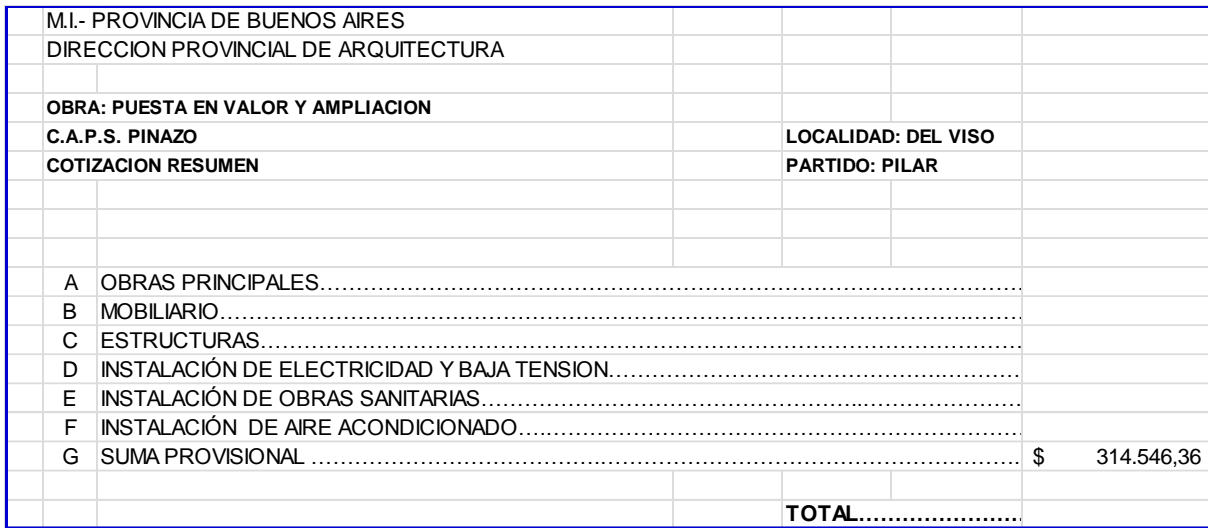 M.I.- PROVINCIA DE BUENOS AIRES
DIRECCION PROVINCIAL DE ARQUITECTURA
OBRA: PUESTA EN VALOR Y AMPLIACION
C.A.P.S. PINAZO LOCALIDAD: DEL VISO
COTIZACION RESUMEN PARTIDO: PILAR
A OBRAS PRINCIPALES……………………………………………………………………………
B MOBILIARIO…………………………………………………………………………………………
C ESTRUCTURAS……………………………………………………………………………………
D INSTALACIÓN DE ELECTRICIDAD Y BAJA TENSION…………………………………………
E INSTALACIÓN DE OBRAS SANITARIAS…………………………………………………………
F INSTALACIÓN DE AIRE ACONDICIONADO……………………………………………………
G SUMA PROVISIONAL ……………………………………………………………………………… $ 314.546,36
TOTAL…………………